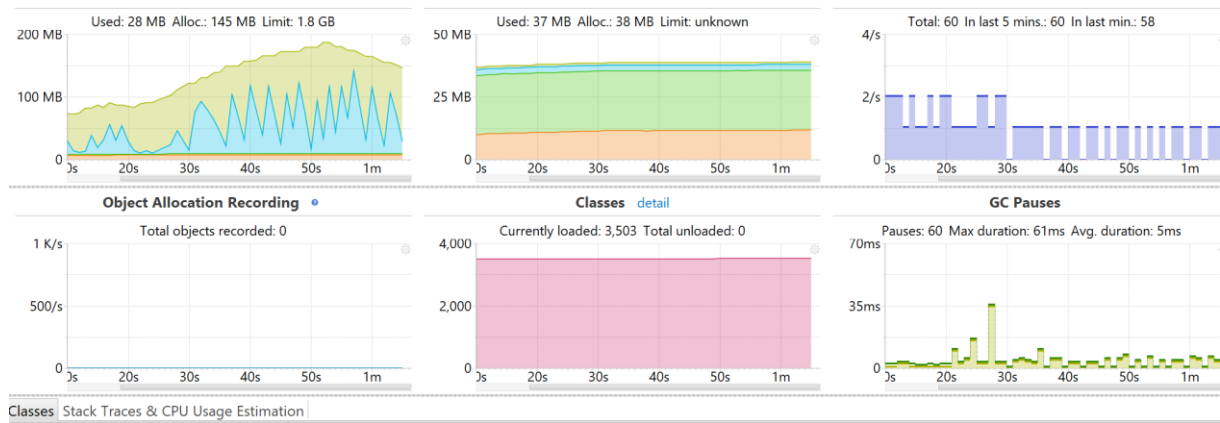 Used: 28 MB Alloc.: 145 MB Limit: 1.8 GB
200 MB
100 MB
0
0s 20s 30s 40s 50s 1m
Used: 37 MB Alloc.: 38 MB Limit: unknown
50 MB
25 MB
0
0s 20s 30s 40s 50s 1m
Total: 60 In last 5 mins.: 60 In last min.: 58
4/s
2/s
0
0s 20s 30s 40s 50s 1m
Object Allocation Recording
Total objects recorded: 0
1 K/s
500/s
0
0s 20s 30s 40s 50s 1m
Classes detail
Currently loaded: 3,503 Total unloaded: 0
4,000
2,000
0
0s 20s 30s 40s 50s 1m
GC Pauses
Pauses: 60 Max duration: 61ms Avg. duration: 5ms
70ms
35ms
0
0s 20s 30s 40s 50s 1m
Classes Stack Traces & CPU Usage Estimation